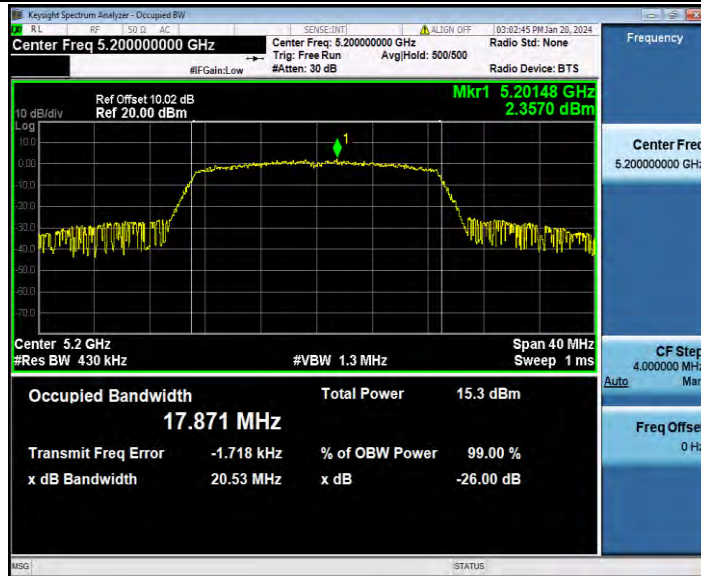 Keysight Spectrum Analyzer - Occupied BW
RL RF 50 Ω AC SENSE:INT ALIGN OFF 03:02:45 PM Jan 20, 2024
Center Freq 5.200000000 GHz
Center Freq: 5.200000000 GHz
Radio Std: None
Trig: Free Run Avg|Hold: 500/500
#IFGain:Low #Atten: 30 dB Radio Device: BTS
Ref Offset 10.02 dB
10 dB/div Ref 20.00 dBm
Mkr1 5.20148 GHz
2.3570 dBm
Log
10.0
0.00
-10.0
-20.0
-30.0
-40.0
-50.0
-60.0
-70.0
1
Center 5.2 GHz Span 40 MHz
#Res BW 430 kHz #VBW 1.3 MHz Sweep 1 ms
Occupied Bandwidth Total Power 15.3 dBm
17.871 MHz
Transmit Freq Error -1.718 kHz % of OBW Power 99.00 %
x dB Bandwidth 20.53 MHz x dB -26.00 dB
MSG STATUS
Frequency
Center Freq
5.200000000 GHz
CF Step
4.000000 MHz
Auto Man
Freq Offset
0 Hz